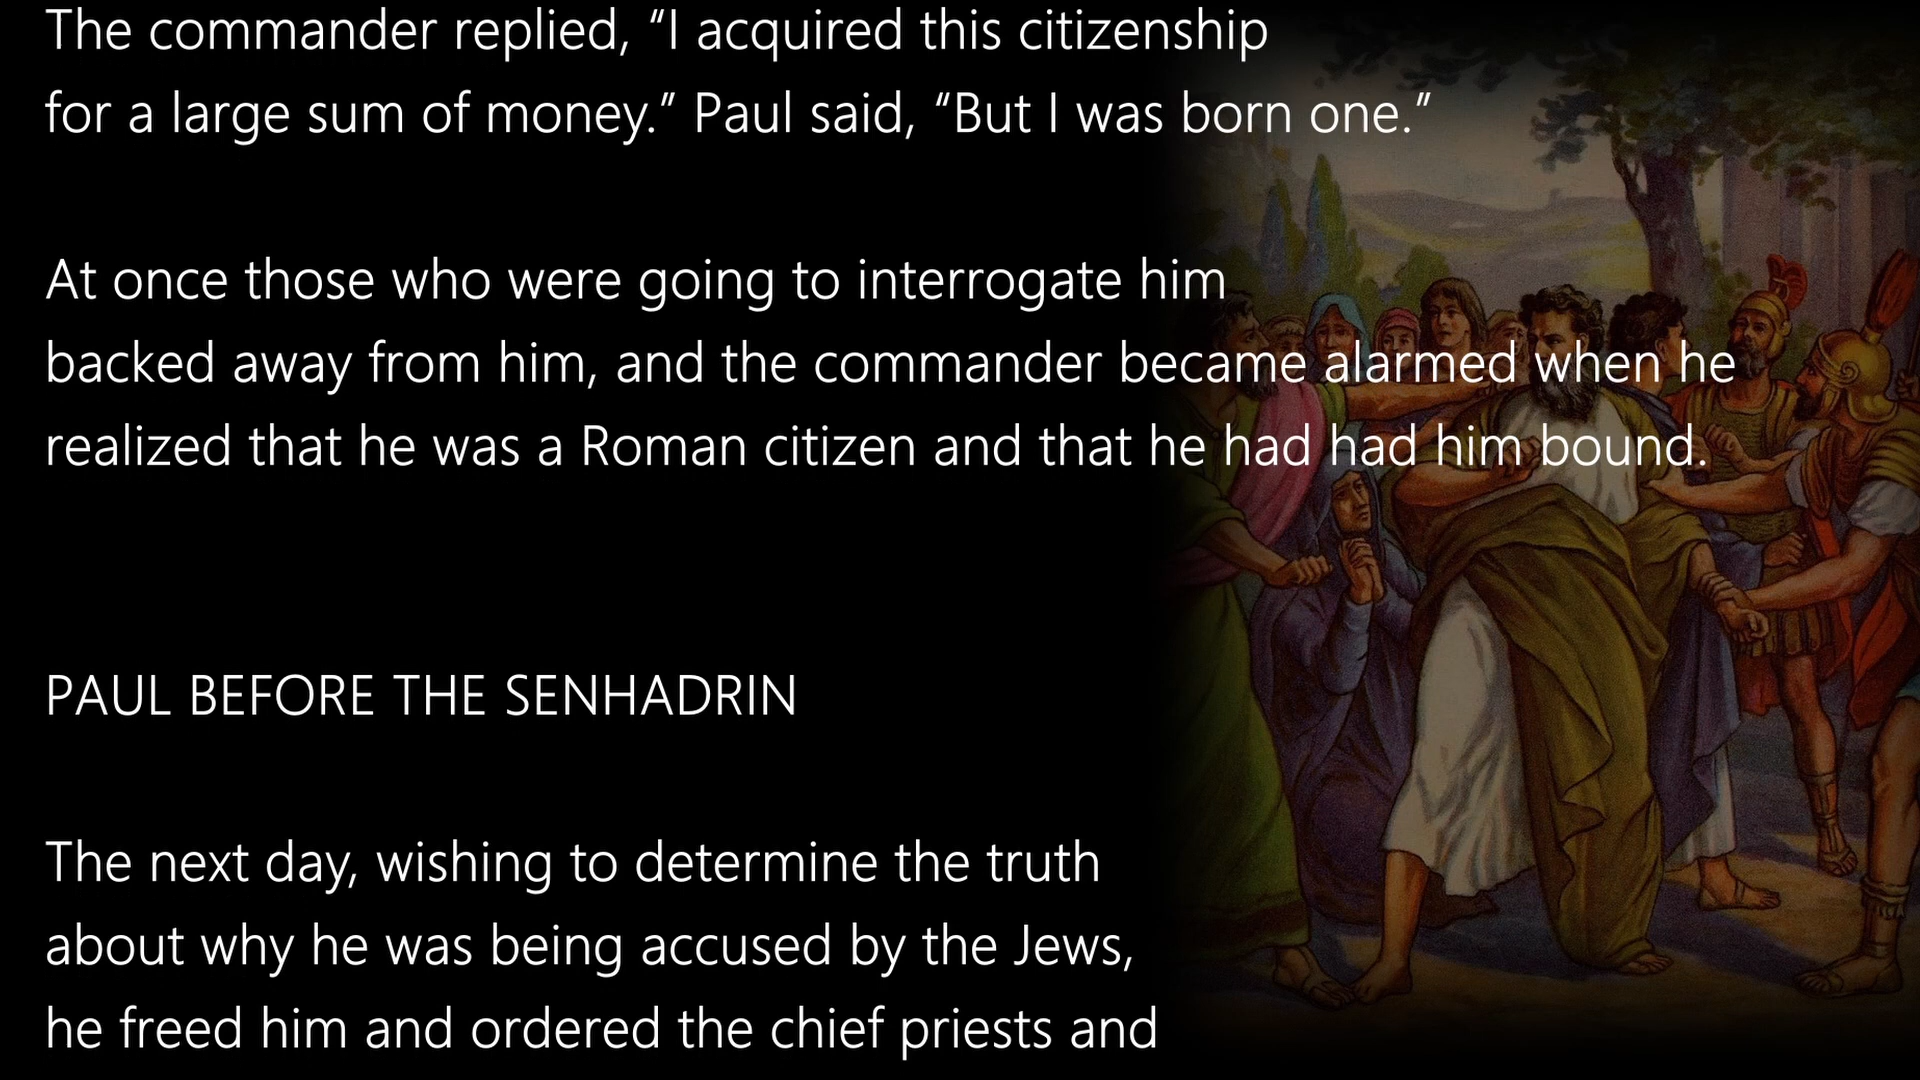 The commander replied, “I acquired this citizenship
for a large sum of money.” Paul said, “But I was born one.”
At once those who were going to interrogate him
backed away from him, and the commander became alarmed when he
realized that he was a Roman citizen and that he had had him bound.
PAUL BEFORE THE SENHADRIN
The next day, wishing to determine the truth
about why he was being accused by the Jews,
he freed him and ordered the chief priests and